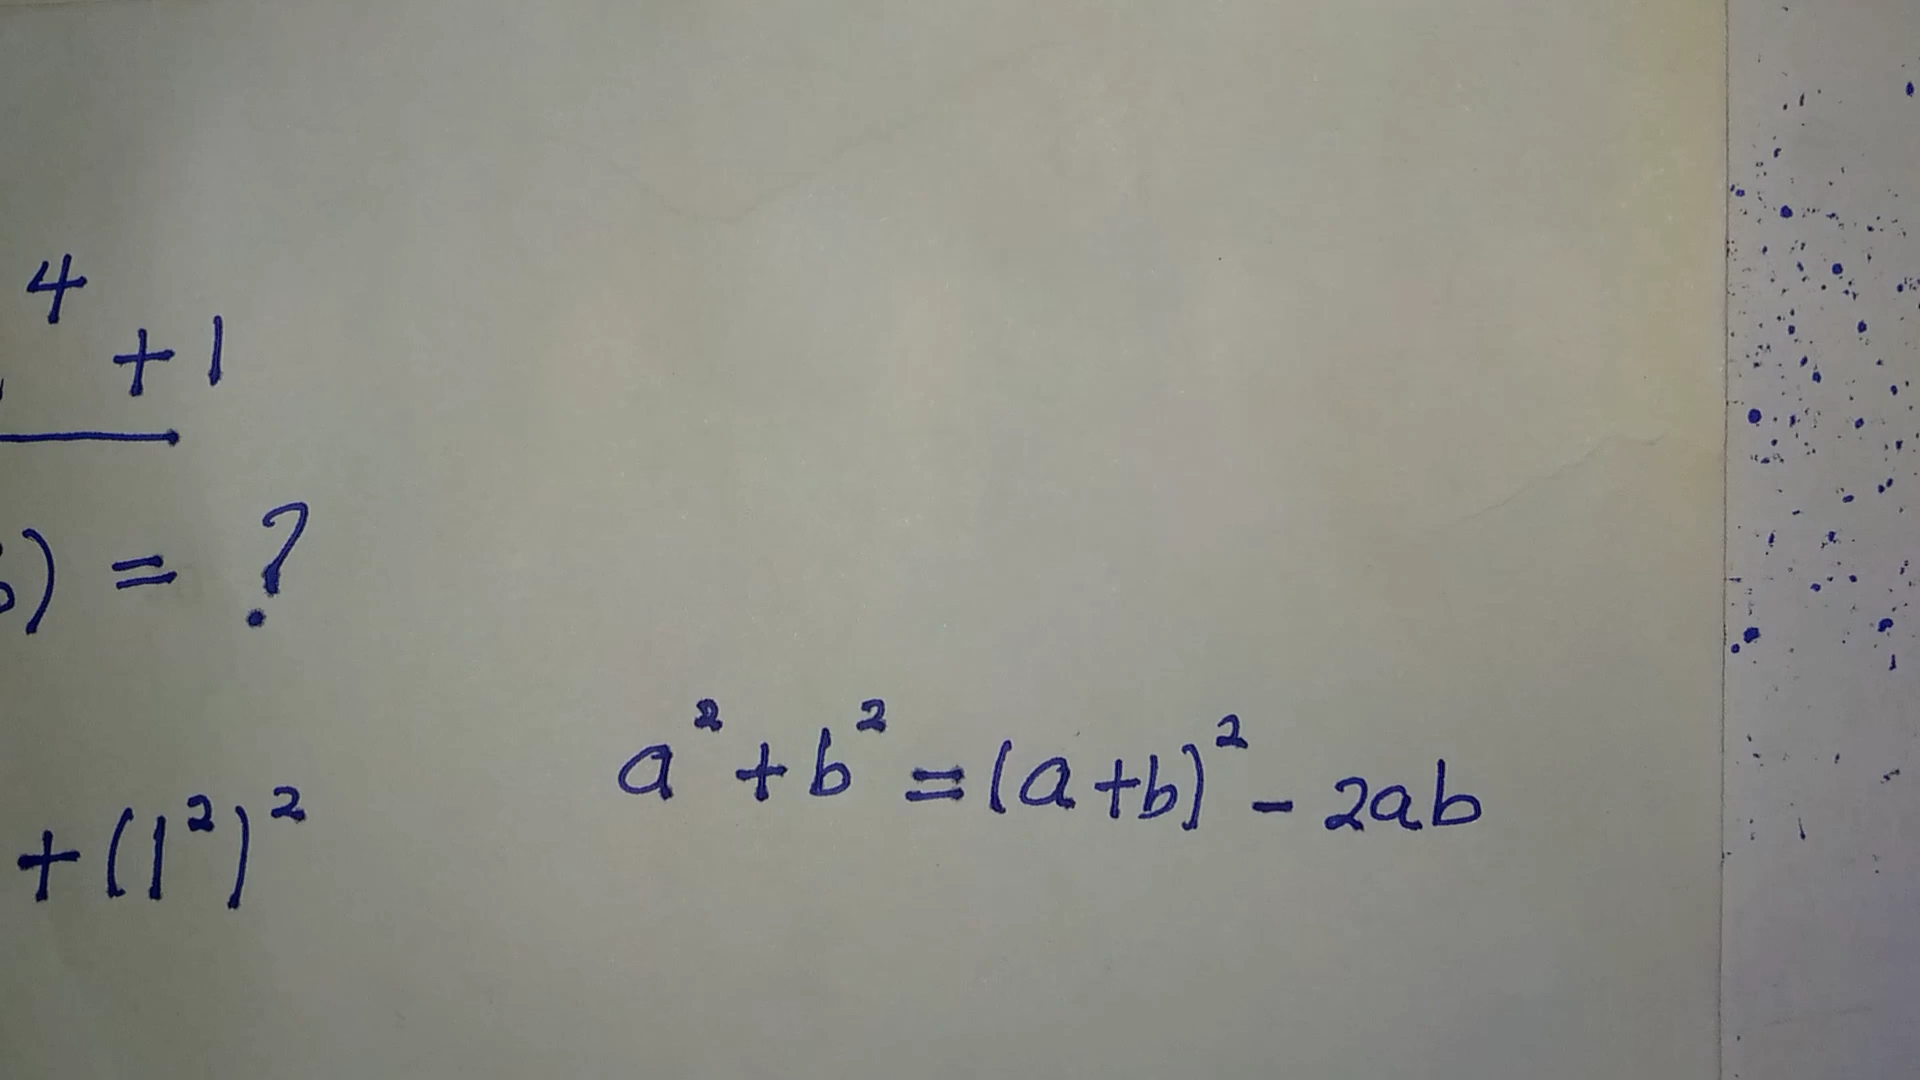 4 + 1
) = ?
+ (1²)²
a² + b² = (a + b)² - 2ab